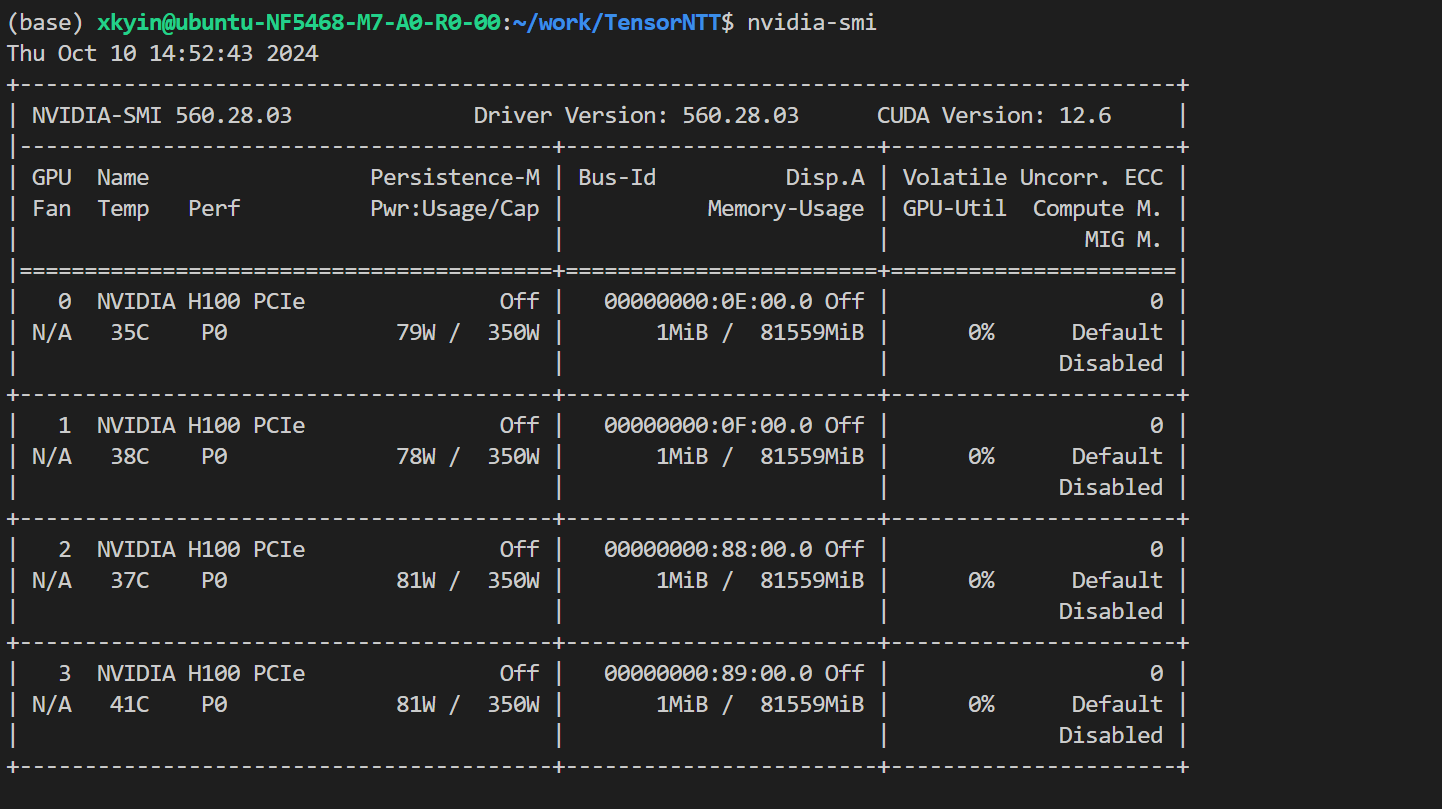 (base) xkyin@ubuntu-NF5468-M7-A0-R0-00:~/work/TensorNTT$ nvidia-smi
Thu Oct 10 14:52:43 2024
+-----------------------------------------------------------------------------------------+
| NVIDIA-SMI 560.28.03              Driver Version: 560.28.03      CUDA Version: 12.6     |
|-----------------------------------------+------------------------+----------------------+
| GPU  Name                 Persistence-M | Bus-Id          Disp.A | Volatile Uncorr. ECC |
| Fan  Temp   Perf          Pwr:Usage/Cap |           Memory-Usage | GPU-Util  Compute M. |
|                                         |                        |               MIG M. |
|=========================================+========================+======================|
|   0  NVIDIA H100 PCIe               Off |   00000000:0E:00.0 Off |                    0 |
| N/A   35C    P0             79W /  350W |       1MiB /  81559MiB |      0%      Default |
|                                         |                        |             Disabled |
+-----------------------------------------+------------------------+----------------------+
|   1  NVIDIA H100 PCIe               Off |   00000000:0F:00.0 Off |                    0 |
| N/A   38C    P0             78W /  350W |       1MiB /  81559MiB |      0%      Default |
|                                         |                        |             Disabled |
+-----------------------------------------+------------------------+----------------------+
|   2  NVIDIA H100 PCIe               Off |   00000000:88:00.0 Off |                    0 |
| N/A   37C    P0             81W /  350W |       1MiB /  81559MiB |      0%      Default |
|                                         |                        |             Disabled |
+-----------------------------------------+------------------------+----------------------+
|   3  NVIDIA H100 PCIe               Off |   00000000:89:00.0 Off |                    0 |
| N/A   41C    P0             81W /  350W |       1MiB /  81559MiB |      0%      Default |
|                                         |                        |             Disabled |
+-----------------------------------------+------------------------+----------------------+